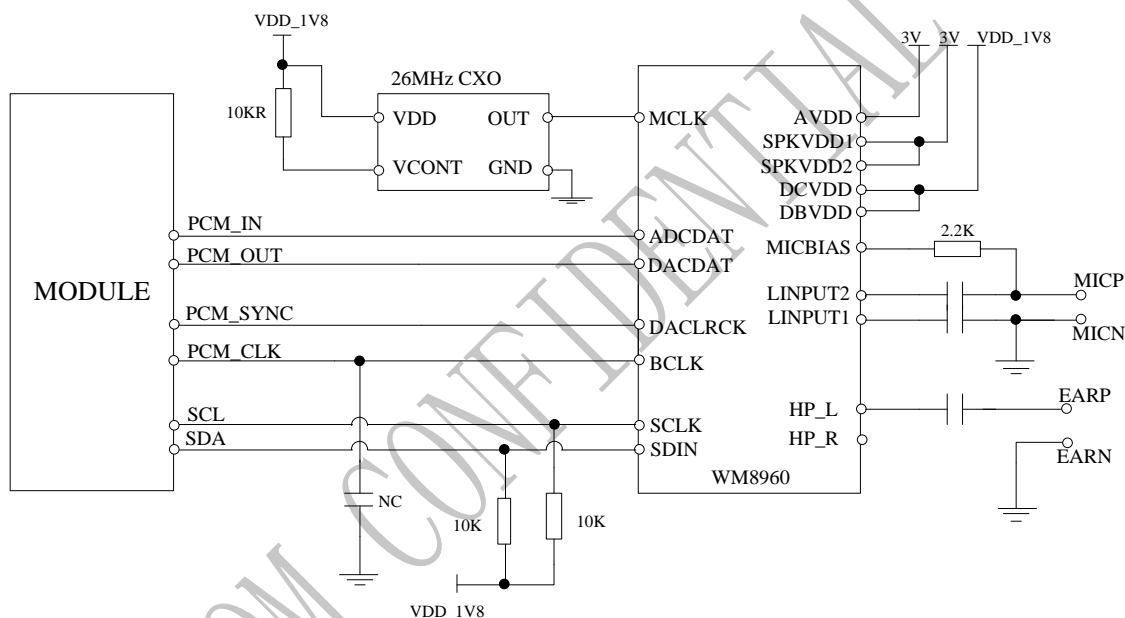 VDD_1V8
3V 3V VDD_1V8
26MHz CXO
10KR
VDD OUT
VCONT GND
MCLK
AVDD
SPKVDD1
SPKVDD2
DCVDD
DBVDD
PCM_IN
ADCDAT
MICBIAS
2.2K
PCM_OUT
DACDAT
MODULE
LINPUT2
MICP
LINPUT1
MICN
PCM_SYNC
DACLRCK
PCM_CLK
BCLK
SCL
SCLK
HP_L
EARP
SDA
SDIN
HP_R
EARN
WM8960
NC
10K
10K
VDD_1V8
OM CONFIDENTIAL